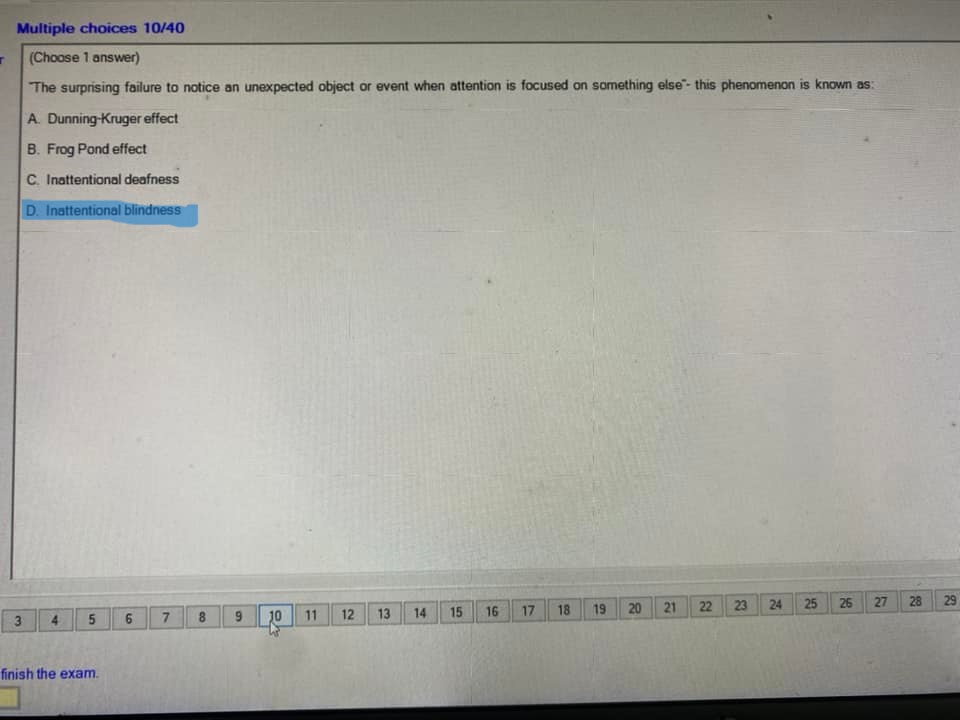 Multiple choices 10/40
(Choose 1 answer)
"The surprising failure to notice an unexpected object or event when attention is focused on something else"- this phenomenon is known as:
A. Dunning-Kruger effect
B. Frog Pond effect
C. Inattentional deafness
D. Inattentional blindness
3 4 5 6 7 8 9 10 11 12 13 14 15 16 17 18 19 20 21 22 23 24 25 26 27 28 29
finish the exam.